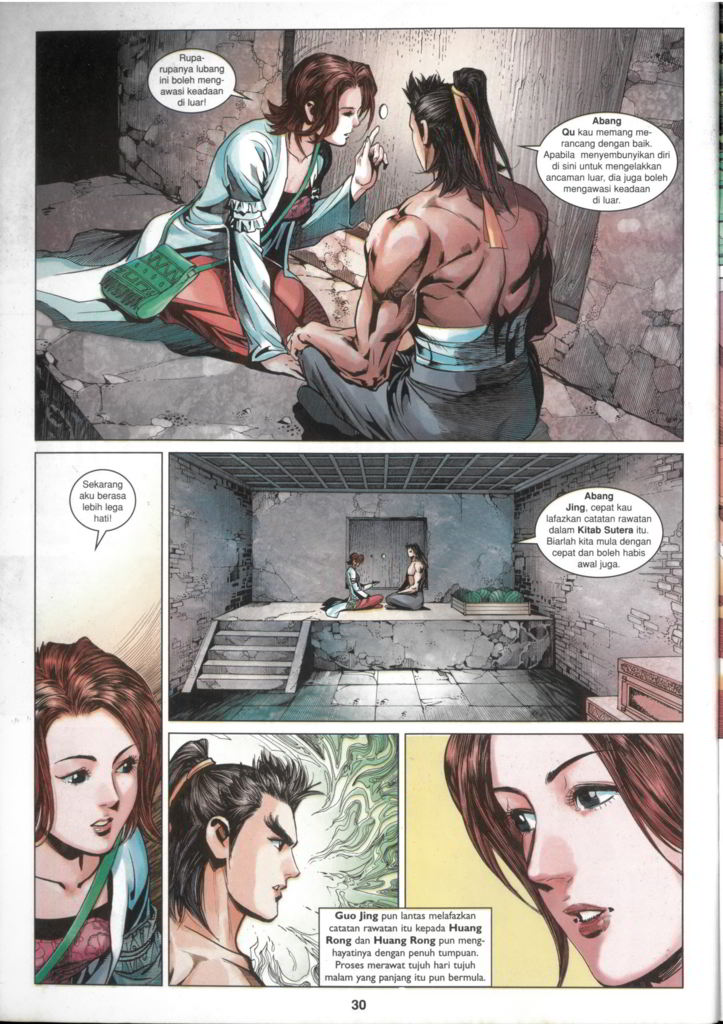 Rupa-
rupanya lubang
ini boleh meng-
awasi keadaan
di luar!
Abang
Qu kau memang me-
rancang dengan baik.
Apabila menyembunyikan diri
di sini untuk mengelakkan
ancaman luar, dia juga boleh
mengawasi keadaan
di luar.
Sekarang
aku berasa
lebih lega
hati!
Abang
Jing, cepat kau
lafazkan catatan rawatan
dalam Kitab Sutera itu.
Biarlah kita mula dengan
cepat dan boleh habis
awal juga.
Guo Jing pun lantas melafazkan
catatan rawatan itu kepada Huang
Rong dan Huang Rong pun meng-
hayatinya dengan penuh tumpuan.
Proses merawat tujuh hari tujuh
malam yang panjang itu pun bermula.
30